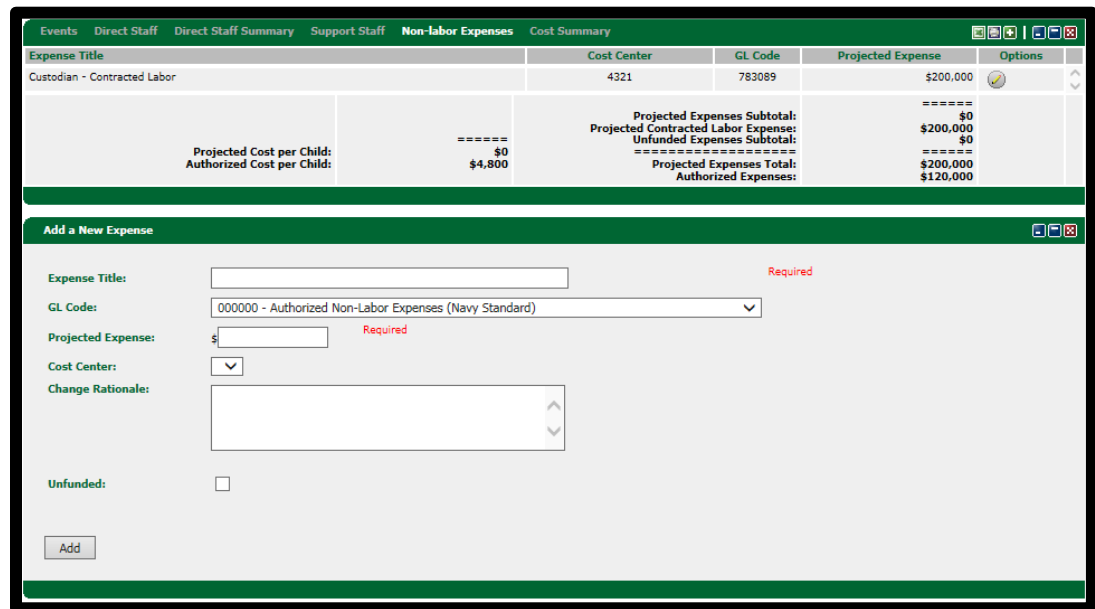 Events Direct Staff Direct Staff Summary Support Staff Non-labor Expenses Cost Summary
Expense Title Cost Center GL Code Projected Expense Options
Custodian - Contracted Labor 4321 783089 $200,000
======
Projected Expenses Subtotal: $0
Projected Contracted Labor Expense: $200,000
====== Unfunded Expenses Subtotal: $0
Projected Cost per Child: $0 =================== ======
Authorized Cost per Child: $4,800 Projected Expenses Total: $200,000
Authorized Expenses: $120,000
Add a New Expense
Expense Title: Required
GL Code: 000000 - Authorized Non-Labor Expenses (Navy Standard)
Projected Expense: $ Required
Cost Center:
Change Rationale:
Unfunded:
Add